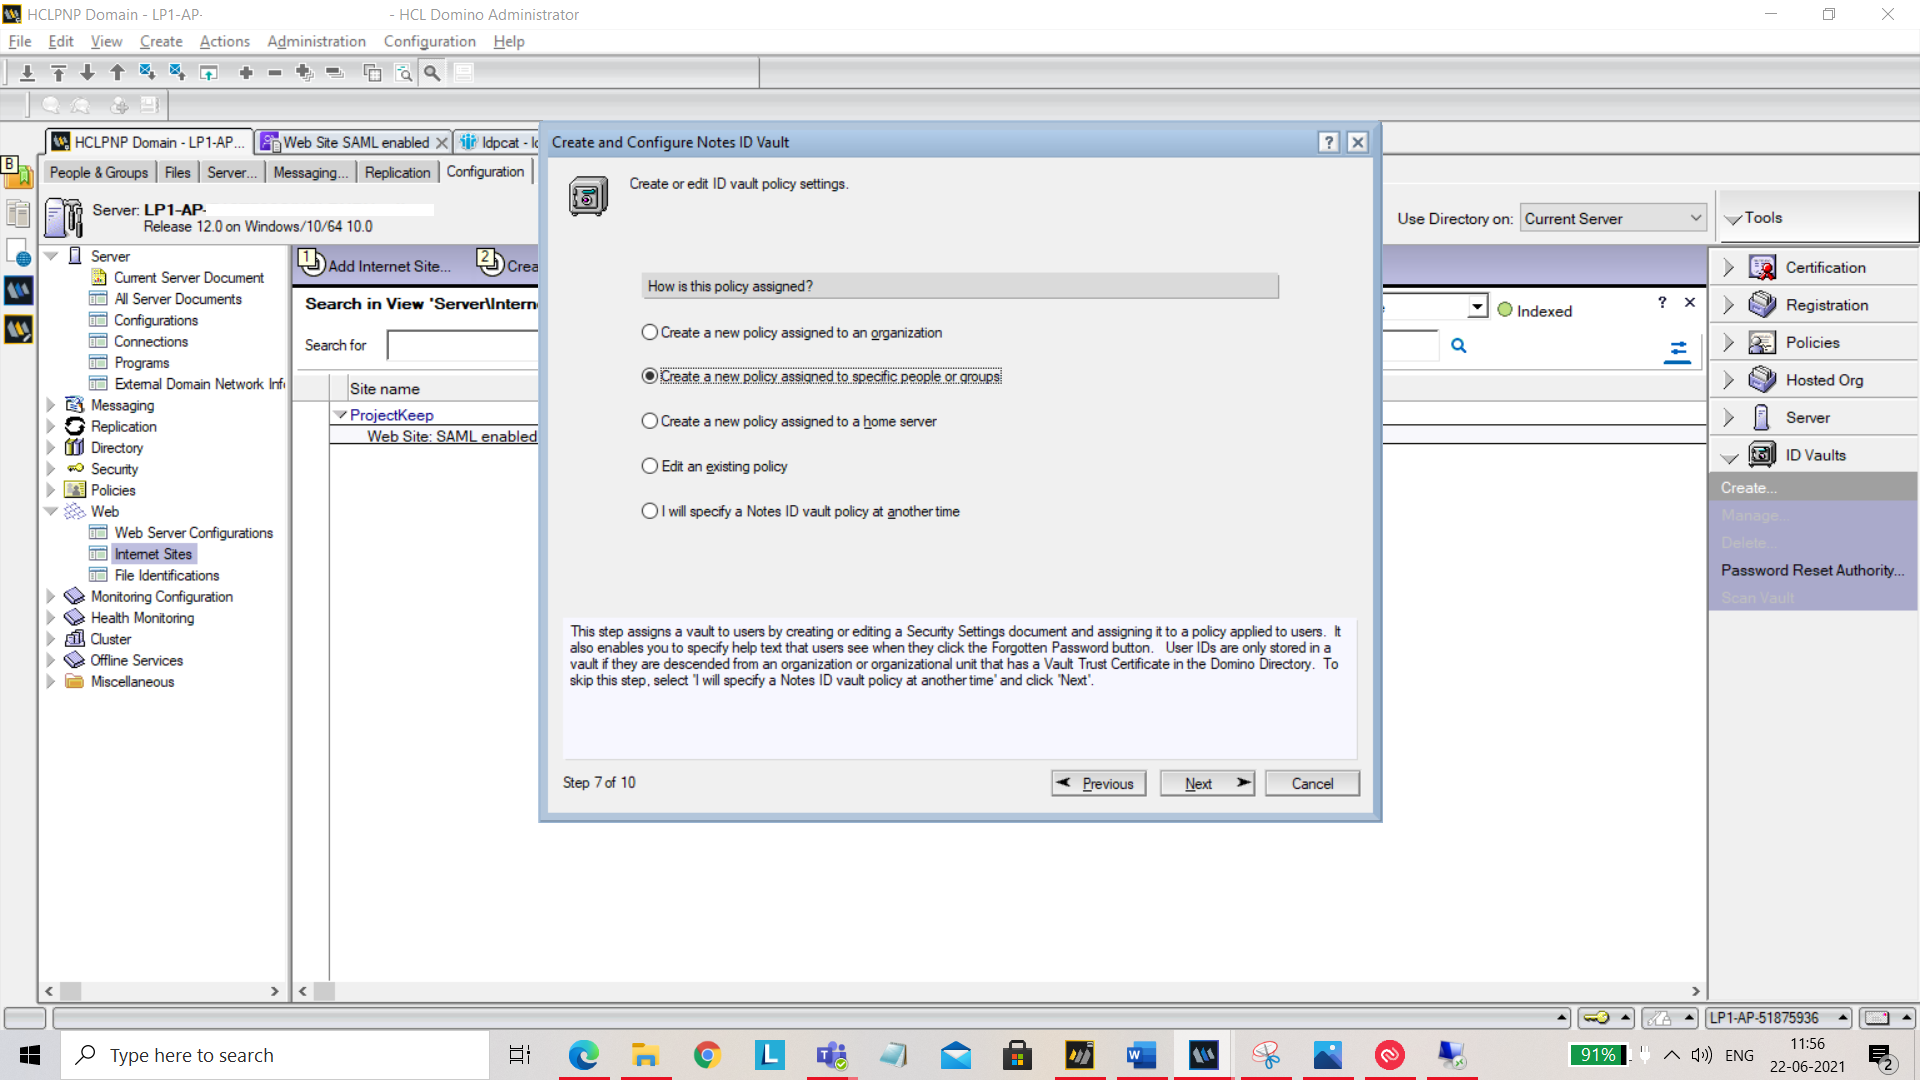 HCLPNP Domain - LP1-AP- - HCL Domino Administrator
File Edit View Create Actions Administration Configuration Help
HCLPNP Domain - LP1-AP... Web Site SAML enabled Idpcat - Ic
B
People & Groups Files Server... Messaging... Replication Configuration
Server: LP1-AP-
Release 12.0 on Windows/10/64 10.0
Use Directory on: Current Server
Tools
Server
Current Server Document
All Server Documents
Configurations
Connections
Programs
External Domain Network Inf
Messaging
Replication
Directory
Security
Policies
Web
Web Server Configurations
Internet Sites
File Identifications
Monitoring Configuration
Health Monitoring
Cluster
Offline Services
Miscellaneous
1 Add Internet Site... 2 Crea
Search in View 'Server\Intern
? Indexed
Search for
Site name
ProjectKeep
Web Site: SAML enabled
Create and Configure Notes ID Vault ?
Create or edit ID vault policy settings.
How is this policy assigned?
Create a new policy assigned to an organization
Create a new policy assigned to specific people or groups
Create a new policy assigned to a home server
Edit an existing policy
I will specify a Notes ID vault policy at another time
This step assigns a vault to users by creating or editing a Security Settings document and assigning it to a policy applied to users. It
also enables you to specify help text that users see when they click the Forgotten Password button. User IDs are only stored in a
vault if they are descended from an organization or organizational unit that has a Vault Trust Certificate in the Domino Directory. To
skip this step, select 'I will specify a Notes ID vault policy at another time' and click 'Next'.
Step 7 of 10
Previous Next Cancel
Certification
Registration
Policies
Hosted Org
Server
ID Vaults
Create...
Manage...
Delete...
Password Reset Authority...
Scan Vault
LP1-AP-51875936
Type here to search
91% ENG
11:56
22-06-2021
2